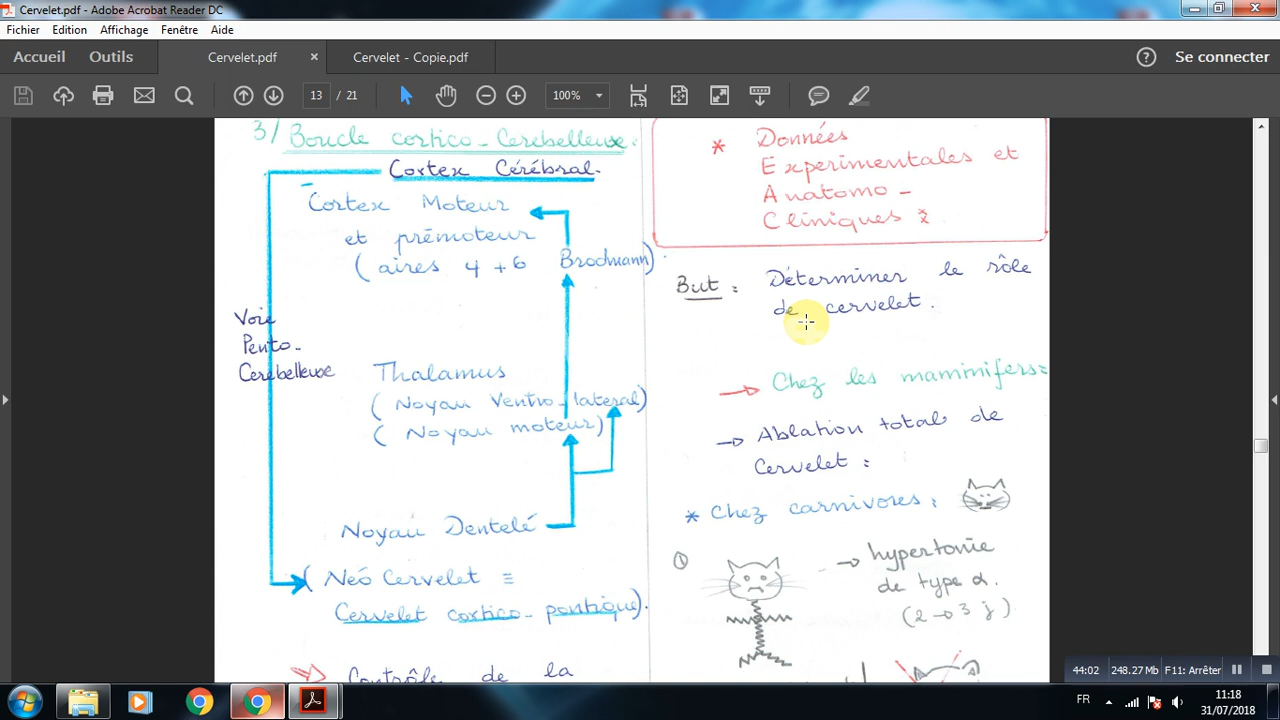 Cervelet.pdf - Adobe Acrobat Reader DC
Fichier Edition Affichage Fenêtre Aide
Accueil Outils Cervelet.pdf × Cervelet - Copie.pdf Se connecter
13 / 21 100%
3/ Boucle cortico-Cerebelleuse:
Cortex Cérébral.
Cortex Moteur
et prémoteur
(aires 4 + 6 Brodmann)
Voie
Ponto-
Cerebelleuse
Thalamus
(Noyau Ventro-lateral)
(Noyau moteur)
Noyau Dentelé
(Néo Cervelet =
Cervelet cortico-pontique).
Contrôle de la
* Données
Experimentales et
Anatomo-
Cliniques :
But : Déterminer le rôle
de cervelet.
→ Chez les mammifers:
→ Ablation total de
Cervelet :
* Chez carnivores :
① → hypertonie
de type α.
(2 → 3 j)
44:02 248.27 Mb F11: Arrêter
FR 11:18
31/07/2018